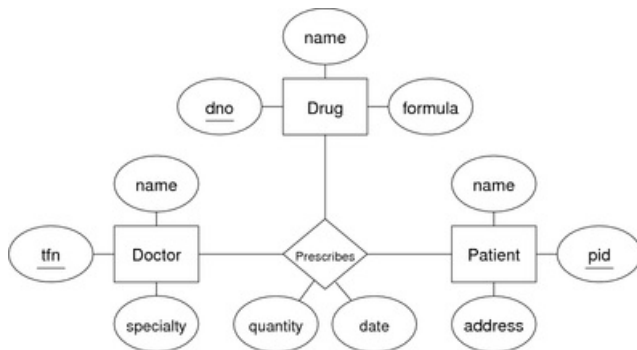 name
dno
Drug
formula
name
name
tfn
Doctor
Prescribes
Patient
pid
specialty
quantity
date
address